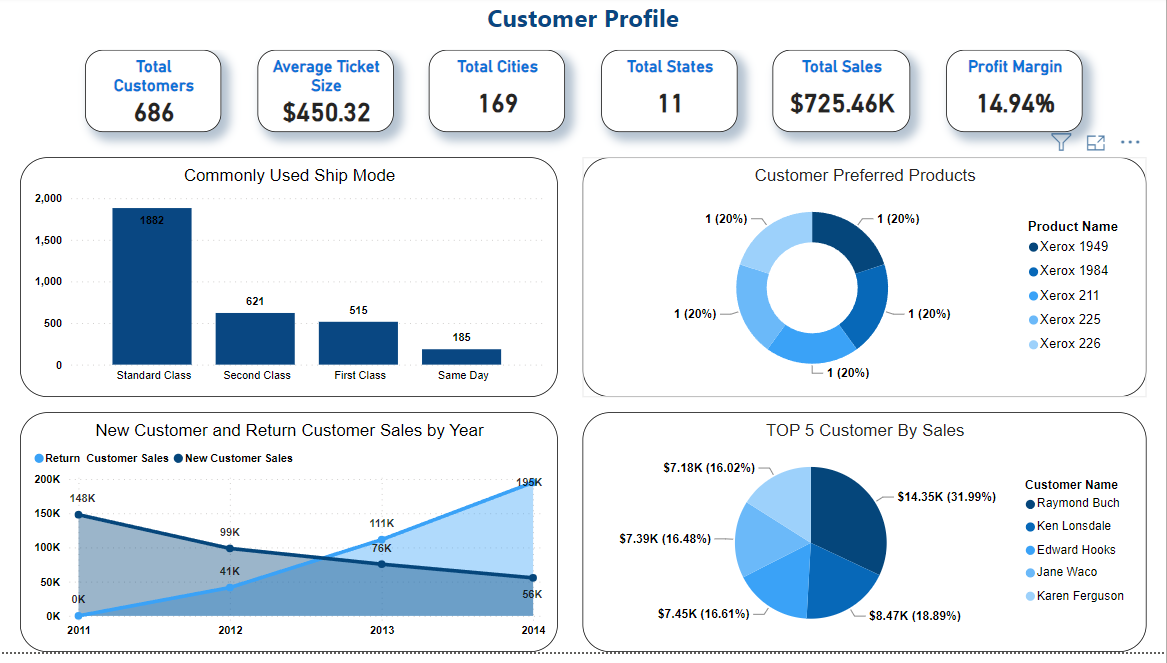 Customer Profile
Total Customers
686
Average Ticket Size
$450.32
Total Cities
169
Total States
11
Total Sales
$725.46K
Profit Margin
14.94%
Commonly Used Ship Mode
2,000
1,500
1,000
500
0
1882
621
515
185
Standard Class
Second Class
First Class
Same Day
Customer Preferred Products
1 (20%)
1 (20%)
1 (20%)
1 (20%)
1 (20%)
Product Name
Xerox 1949
Xerox 1984
Xerox 211
Xerox 225
Xerox 226
New Customer and Return Customer Sales by Year
Return Customer Sales
New Customer Sales
200K
150K
100K
50K
0K
148K
99K
76K
56K
0K
41K
111K
195K
2011
2012
2013
2014
TOP 5 Customer By Sales
$7.18K (16.02%)
$14.35K (31.99%)
$7.39K (16.48%)
$7.45K (16.61%)
$8.47K (18.89%)
Customer Name
Raymond Buch
Ken Lonsdale
Edward Hooks
Jane Waco
Karen Ferguson